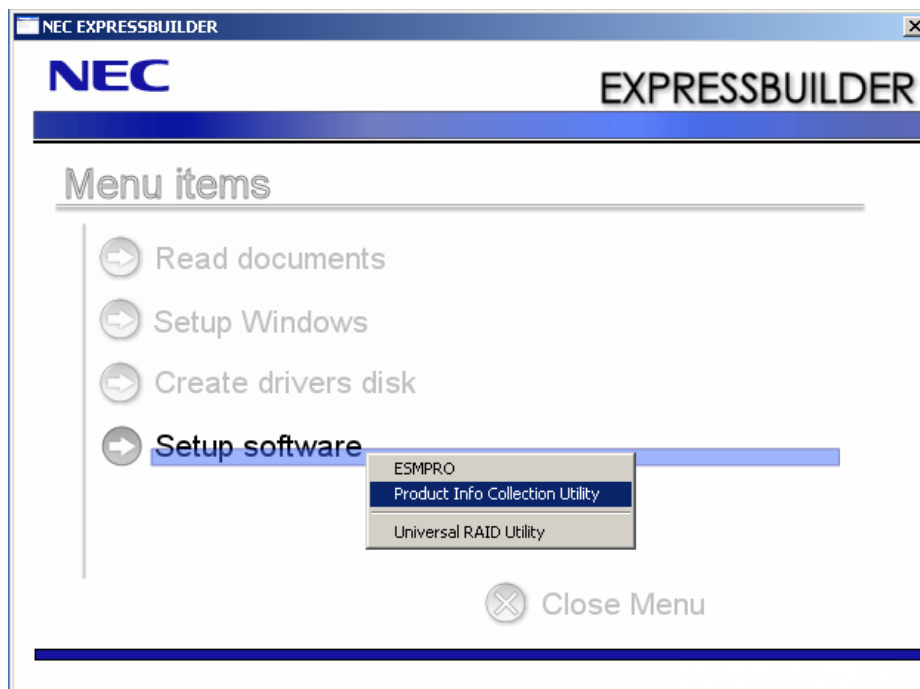 NEC EXPRESSBUILDER
NEC
EXPRESSBUILDER
Menu items
Read documents
Setup Windows
Create drivers disk
Setup software
ESMPRO
Product Info Collection Utility
Universal RAID Utility
Close Menu